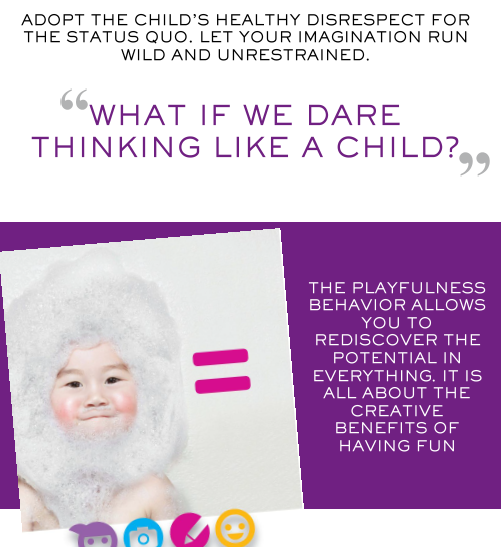 ADOPT THE CHILD’S HEALTHY DISRESPECT FOR
THE STATUS QUO. LET YOUR IMAGINATION RUN
WILD AND UNRESTRAINED.
“WHAT IF WE DARE
THINKING LIKE A CHILD?”
THE PLAYFULNESS
BEHAVIOR ALLOWS
YOU TO
REDISCOVER THE
POTENTIAL IN
EVERYTHING. IT IS
ALL ABOUT THE
CREATIVE
BENEFITS OF
HAVING FUN